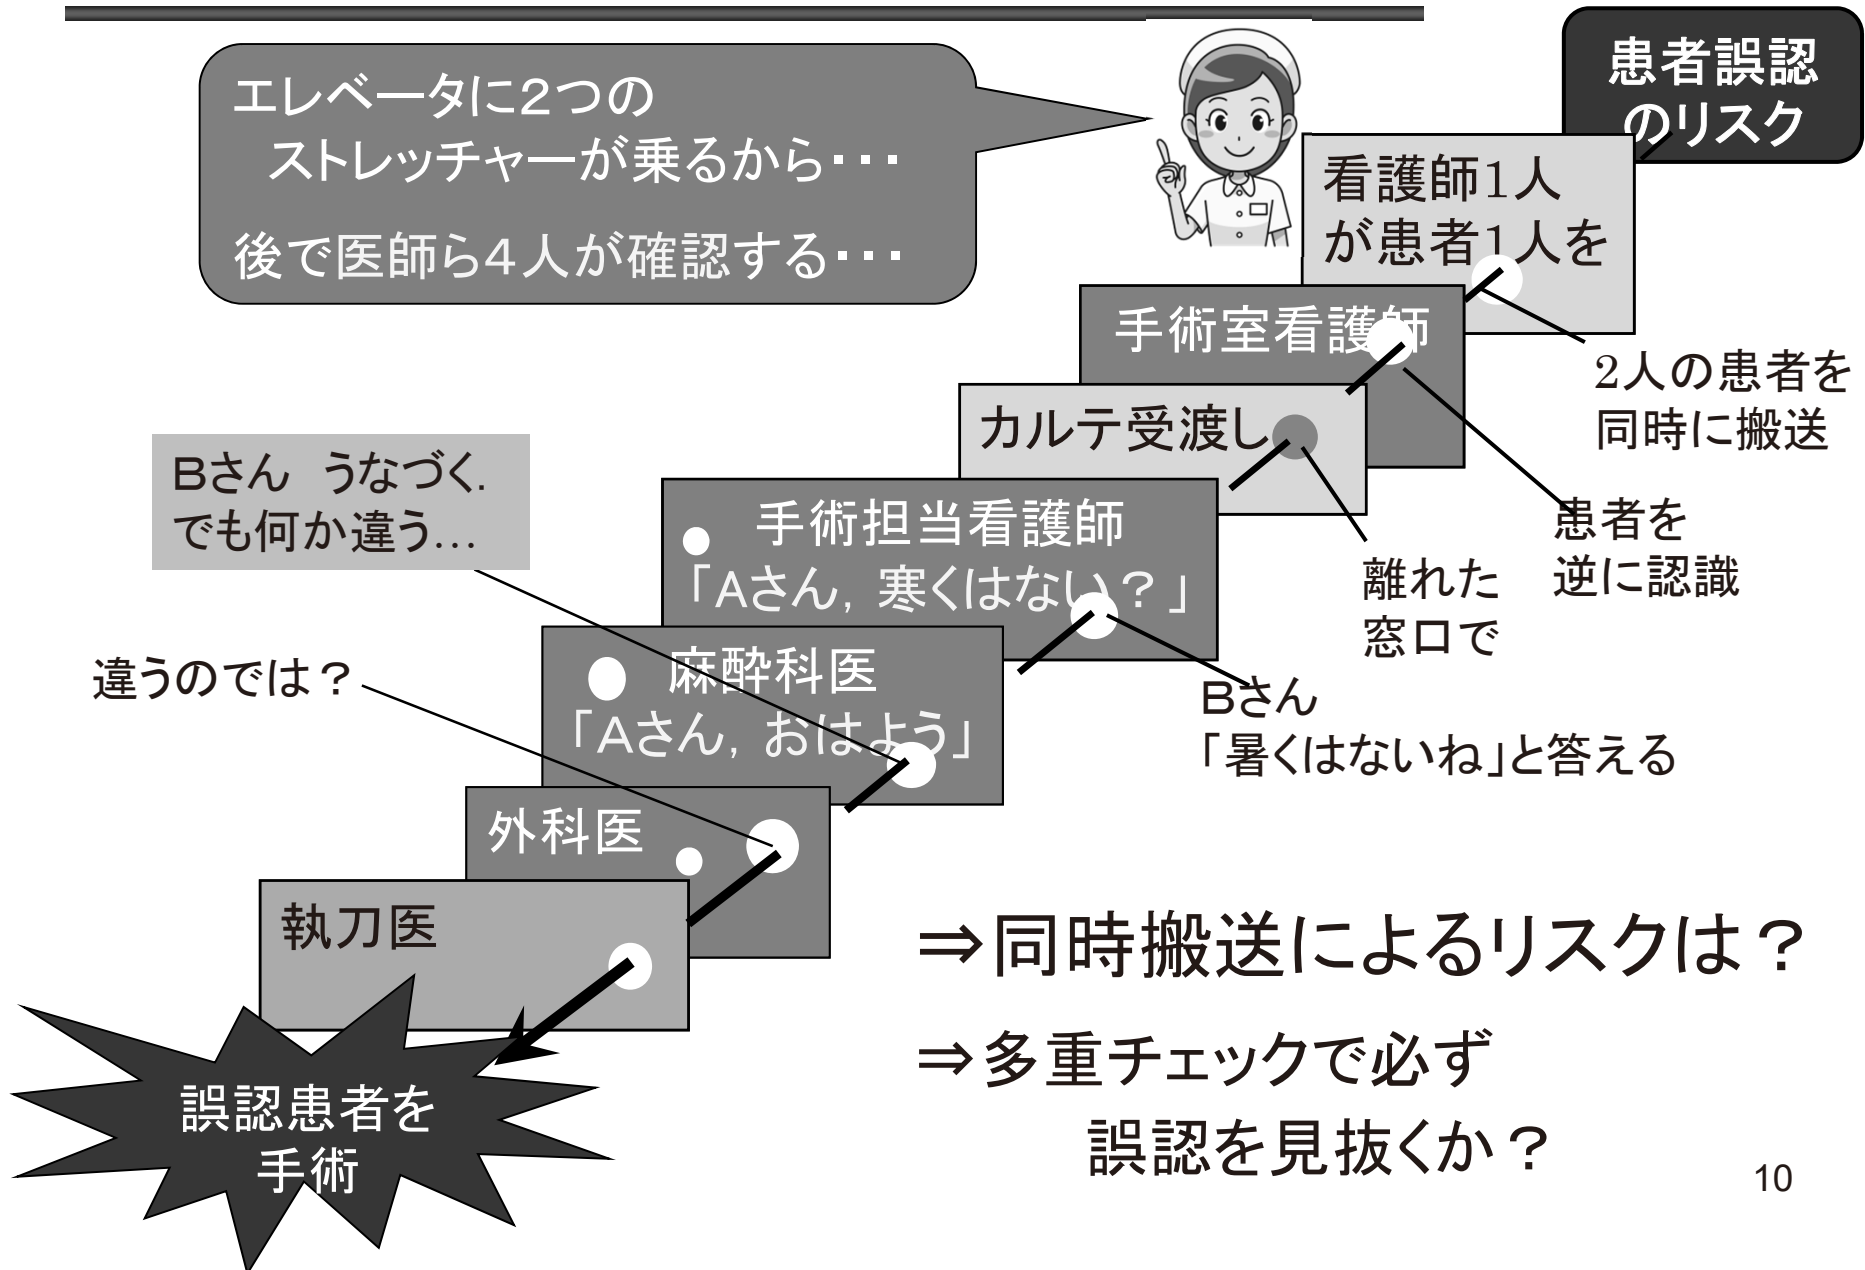 患者誤認
のリスク
エレベータに２つの
ストレッチャーが乗るから・・・
後で医師ら４人が確認する・・・
看護師1人
が患者1人を
手術室看護師
2人の患者を
同時に搬送
カルテ受渡し
患者を
逆に認識
Ｂさん　うなづく．
でも何か違う…
手術担当看護師
「Aさん，寒くはない？」
離れた
窓口で
違うのでは？
麻酔科医
「Aさん，おはよう」
Ｂさん
「暑くはないね」と答える
外科医
執刀医
⇒同時搬送によるリスクは？
⇒多重チェックで必ず
誤認を見抜くか？
誤認患者を
手術
10